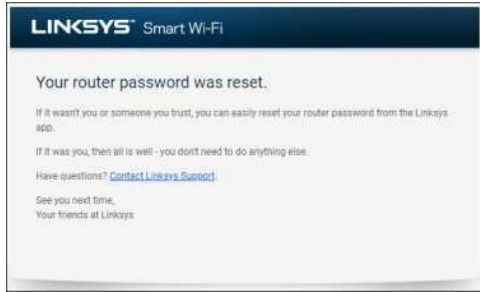 LINKSYS Smart Wi-Fi
Your router password was reset.
If it wasn't you or someone you trust, you can easily reset your router password from the Linksys
app.
If it was you, then all is well - you don't need to do anything else.
Have questions? Contact Linksys Support.
See you next time,
Your friends at Linksys